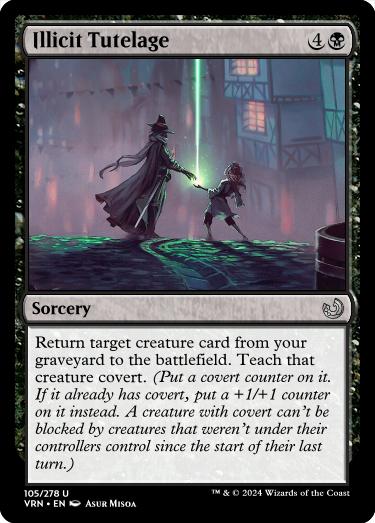 Illicit Tutelage 4
Sorcery
Return target creature card from your
graveyard to the battlefield. Teach that
creature covert. (Put a covert counter on it.
If it already has covert, put a +1/+1 counter
on it instead. A creature with covert can't be
blocked by creatures that weren't under their
controllers control since the start of their last
turn.)
105/278 U
VRN • EN Asur Misoa
™ & © 2024 Wizards of the Coast